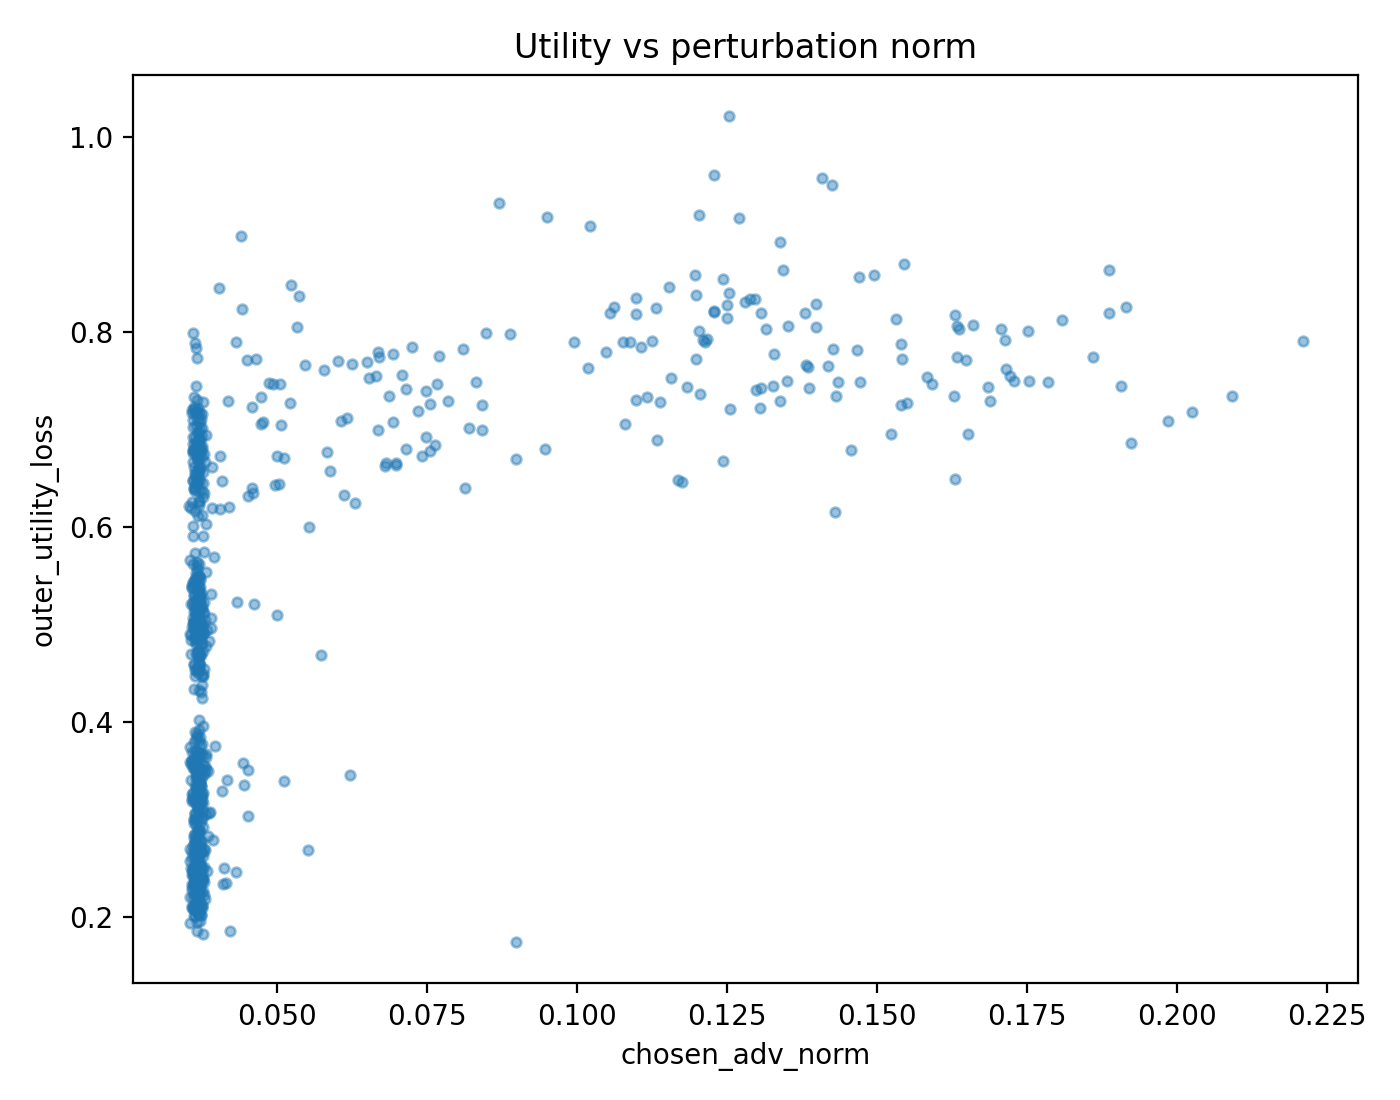 Utility vs perturbation norm
1.0
0.8
0.6
0.4
0.2
outer_utility_loss
0.050 0.075 0.100 0.125 0.150 0.175 0.200 0.225
chosen_adv_norm